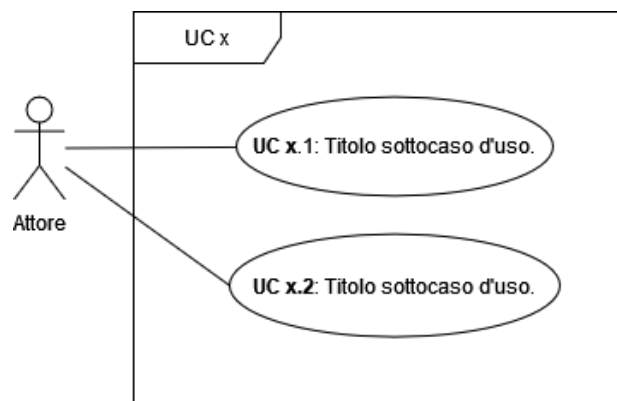 UC x
UC x.1: Titolo sottocaso d'uso.
Attore
UC x.2: Titolo sottocaso d'uso.